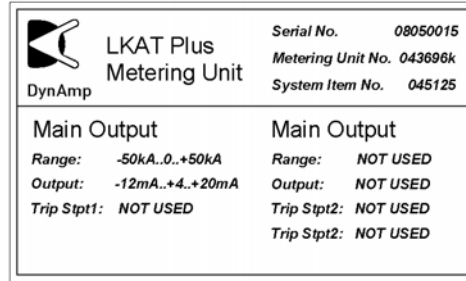 DynAmp
LKAT Plus
Metering Unit
Serial No. 08050015
Metering Unit No. 043696k
System Item No. 045125
Main Output
Range: -50kA..0..+50kA
Output: -12mA..+4..+20mA
Trip Stpt1: NOT USED
Main Output
Range: NOT USED
Output: NOT USED
Trip Stpt2: NOT USED
Trip Stpt2: NOT USED